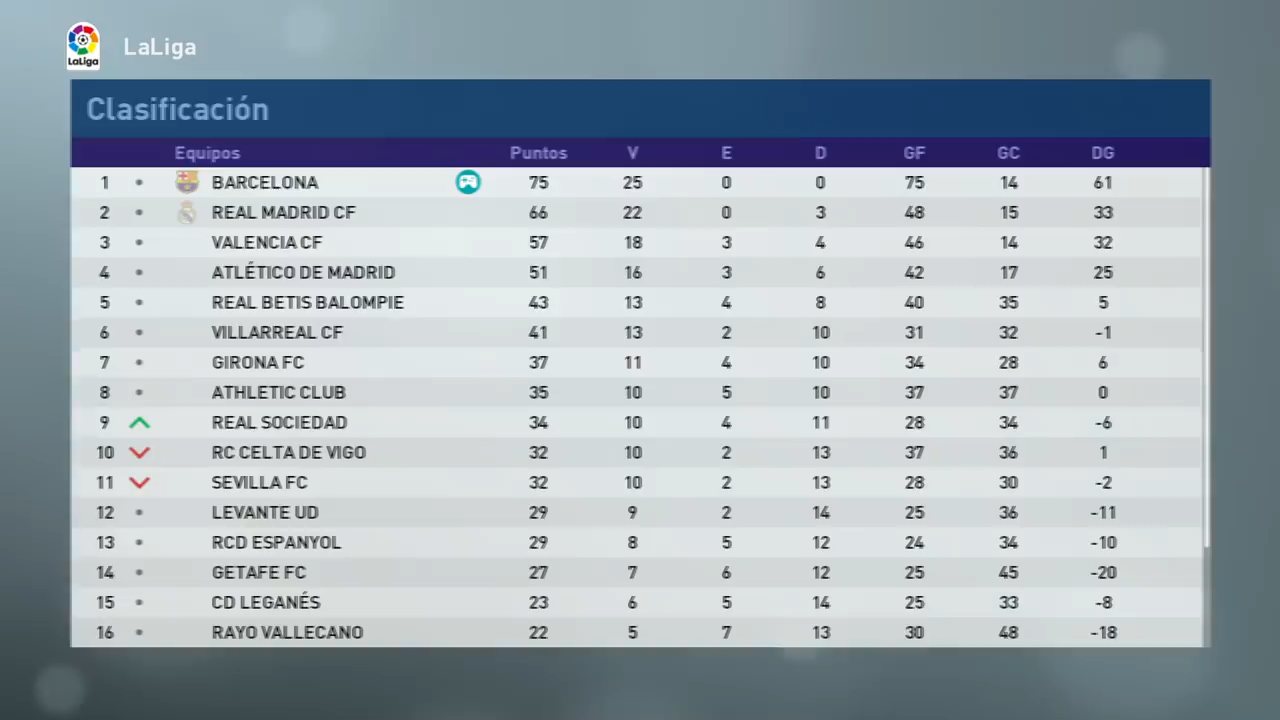 LaLiga
LaLiga
Clasificación
Equipos Puntos V E D GF GC DG
1 BARCELONA 75 25 0 0 75 14 61
2 REAL MADRID CF 66 22 0 3 48 15 33
3 VALENCIA CF 57 18 3 4 46 14 32
4 ATLÉTICO DE MADRID 51 16 3 6 42 17 25
5 REAL BETIS BALOMPIE 43 13 4 8 40 35 5
6 VILLARREAL CF 41 13 2 10 31 32 -1
7 GIRONA FC 37 11 4 10 34 28 6
8 ATHLETIC CLUB 35 10 5 10 37 37 0
9 REAL SOCIEDAD 34 10 4 11 28 34 -6
10 RC CELTA DE VIGO 32 10 2 13 37 36 1
11 SEVILLA FC 32 10 2 13 28 30 -2
12 LEVANTE UD 29 9 2 14 25 36 -11
13 RCD ESPANYOL 29 8 5 12 24 34 -10
14 GETAFE FC 27 7 6 12 25 45 -20
15 CD LEGANÉS 23 6 5 14 25 33 -8
16 RAYO VALLECANO 22 5 7 13 30 48 -18